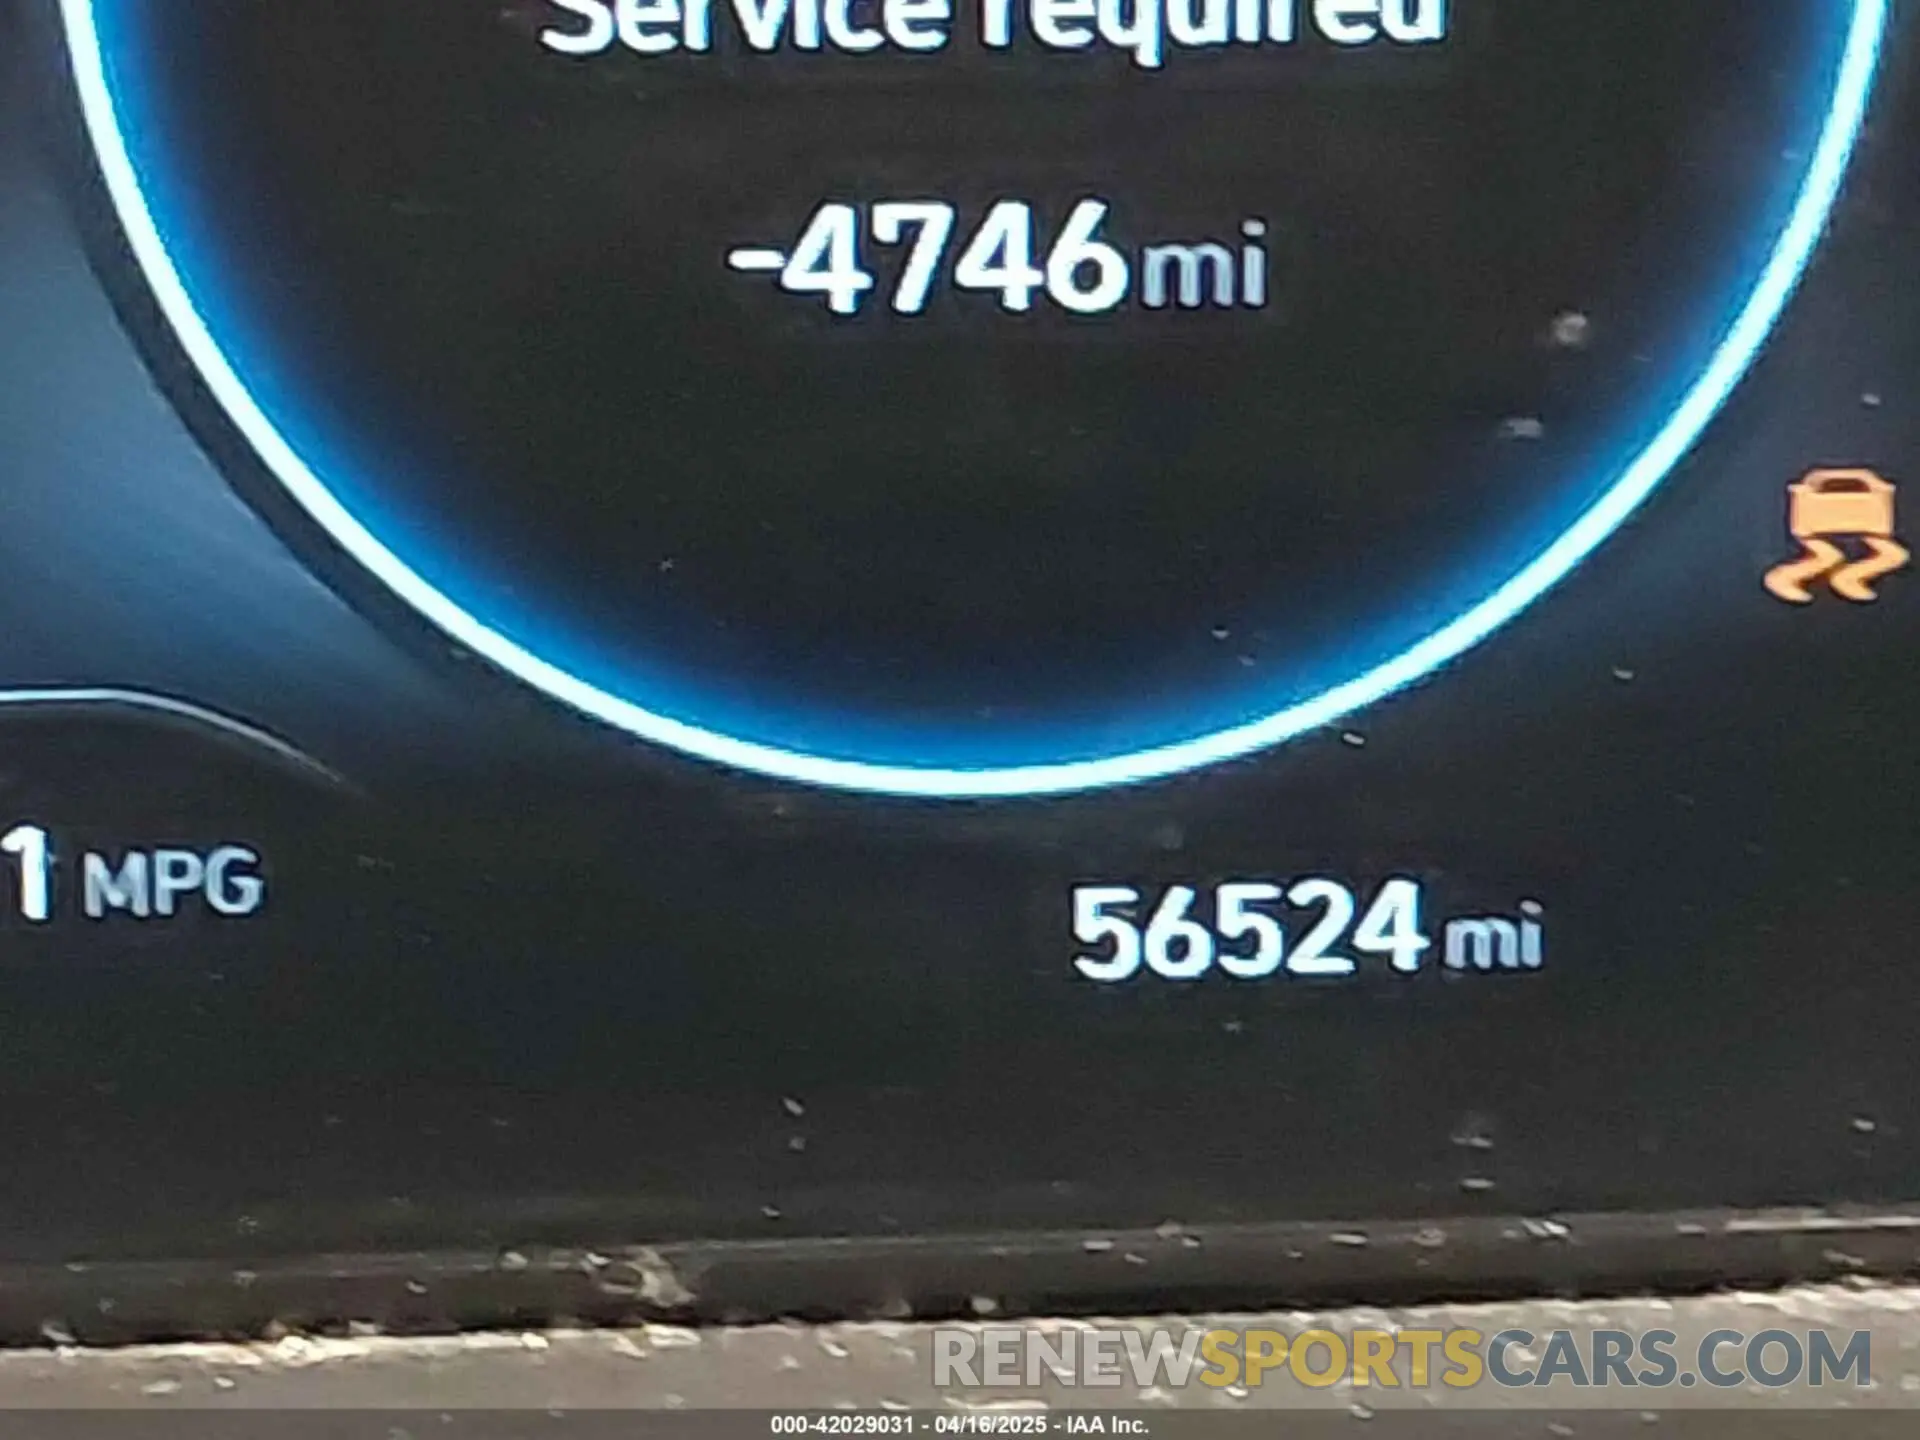 Service required
-4746 mi
1 MPG
56524 mi
RENEWSPORTSCARS.COM
000-42029031 - 04/16/2025 - IAA Inc.